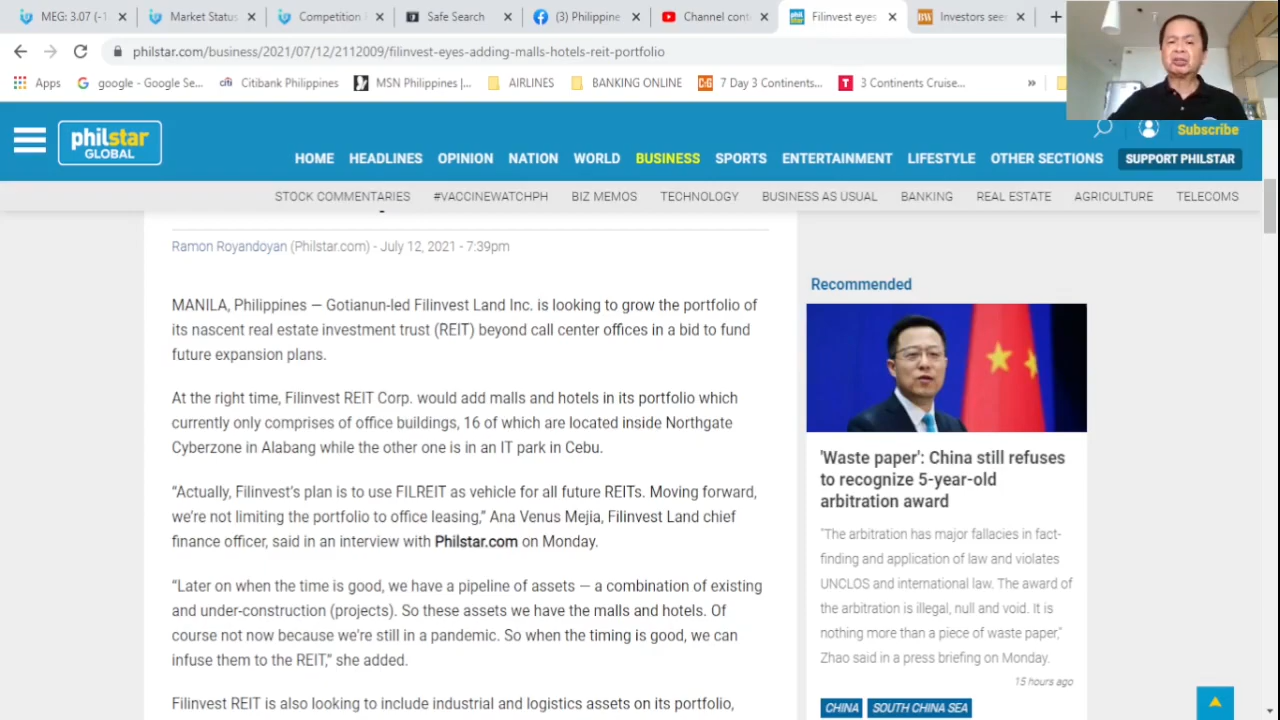 MEG: 3.07 (-1
Market Status
Competition
Safe Search
(3) Philippine
Channel cont
Filinvest eyes
Investors see
philstar.com/business/2021/07/12/2112009/filinvest-eyes-adding-malls-hotels-reit-portfolio
Apps
google - Google Se...
Citibank Philippines
MSN Philippines |...
AIRLINES
BANKING ONLINE
7 Day 3 Continents...
3 Continents Cruise...
»
philstar
GLOBAL
Subscribe
HOME HEADLINES OPINION NATION WORLD BUSINESS SPORTS ENTERTAINMENT LIFESTYLE OTHER SECTIONS SUPPORT PHILSTAR
STOCK COMMENTARIES #VACCINEWATCHPH BIZ MEMOS TECHNOLOGY BUSINESS AS USUAL BANKING REAL ESTATE AGRICULTURE TELECOMS
Ramon Royandoyan (Philstar.com) - July 12, 2021 - 7:39pm
MANILA, Philippines — Gotianun-led Filinvest Land Inc. is looking to grow the portfolio of
its nascent real estate investment trust (REIT) beyond call center offices in a bid to fund
future expansion plans.
At the right time, Filinvest REIT Corp. would add malls and hotels in its portfolio which
currently only comprises of office buildings, 16 of which are located inside Northgate
Cyberzone in Alabang while the other one is in an IT park in Cebu.
“Actually, Filinvest’s plan is to use FILREIT as vehicle for all future REITs. Moving forward,
we’re not limiting the portfolio to office leasing,” Ana Venus Mejia, Filinvest Land chief
finance officer, said in an interview with Philstar.com on Monday.
“Later on when the time is good, we have a pipeline of assets — a combination of existing
and under-construction (projects). So these assets we have the malls and hotels. Of
course not now because we’re still in a pandemic. So when the timing is good, we can
infuse them to the REIT,” she added.
Filinvest REIT is also looking to include industrial and logistics assets on its portfolio,
Recommended
'Waste paper': China still refuses
to recognize 5-year-old
arbitration award
“The arbitration has major fallacies in fact-
finding and application of law and violates
UNCLOS and international law. The award of
the arbitration is illegal, null and void. It is
nothing more than a piece of waste paper,”
Zhao said in a press briefing on Monday.
15 hours ago
CHINA SOUTH CHINA SEA